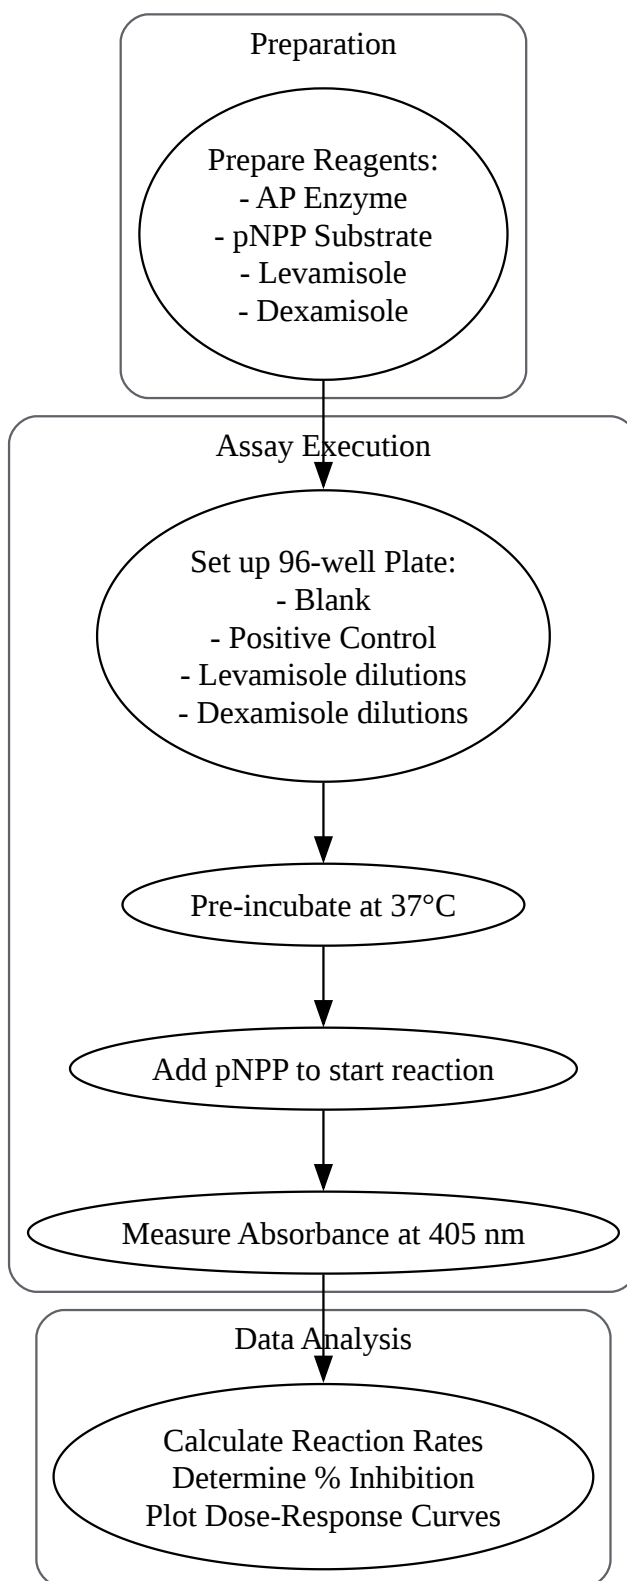 Preparation
Prepare Reagents:
- AP Enzyme
- pNPP Substrate
- Levamisole
- Dexamisole
Assay Execution
Set up 96-well Plate:
- Blank
- Positive Control
- Levamisole dilutions
- Dexamisole dilutions
Pre-incubate at 37°C
Add pNPP to start reaction
Measure Absorbance at 405 nm
Data Analysis
Calculate Reaction Rates
Determine % Inhibition
Plot Dose-Response Curves